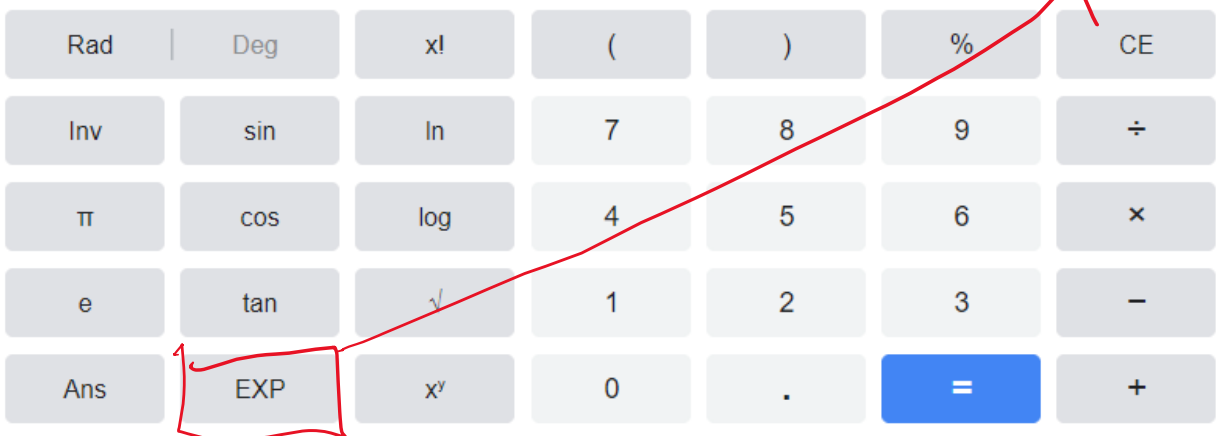 Rad | Deg x! ( ) % CE
Inv sin ln 7 8 9 ÷
π cos log 4 5 6 ×
e tan √ 1 2 3 −
Ans EXP xʸ 0 . = +